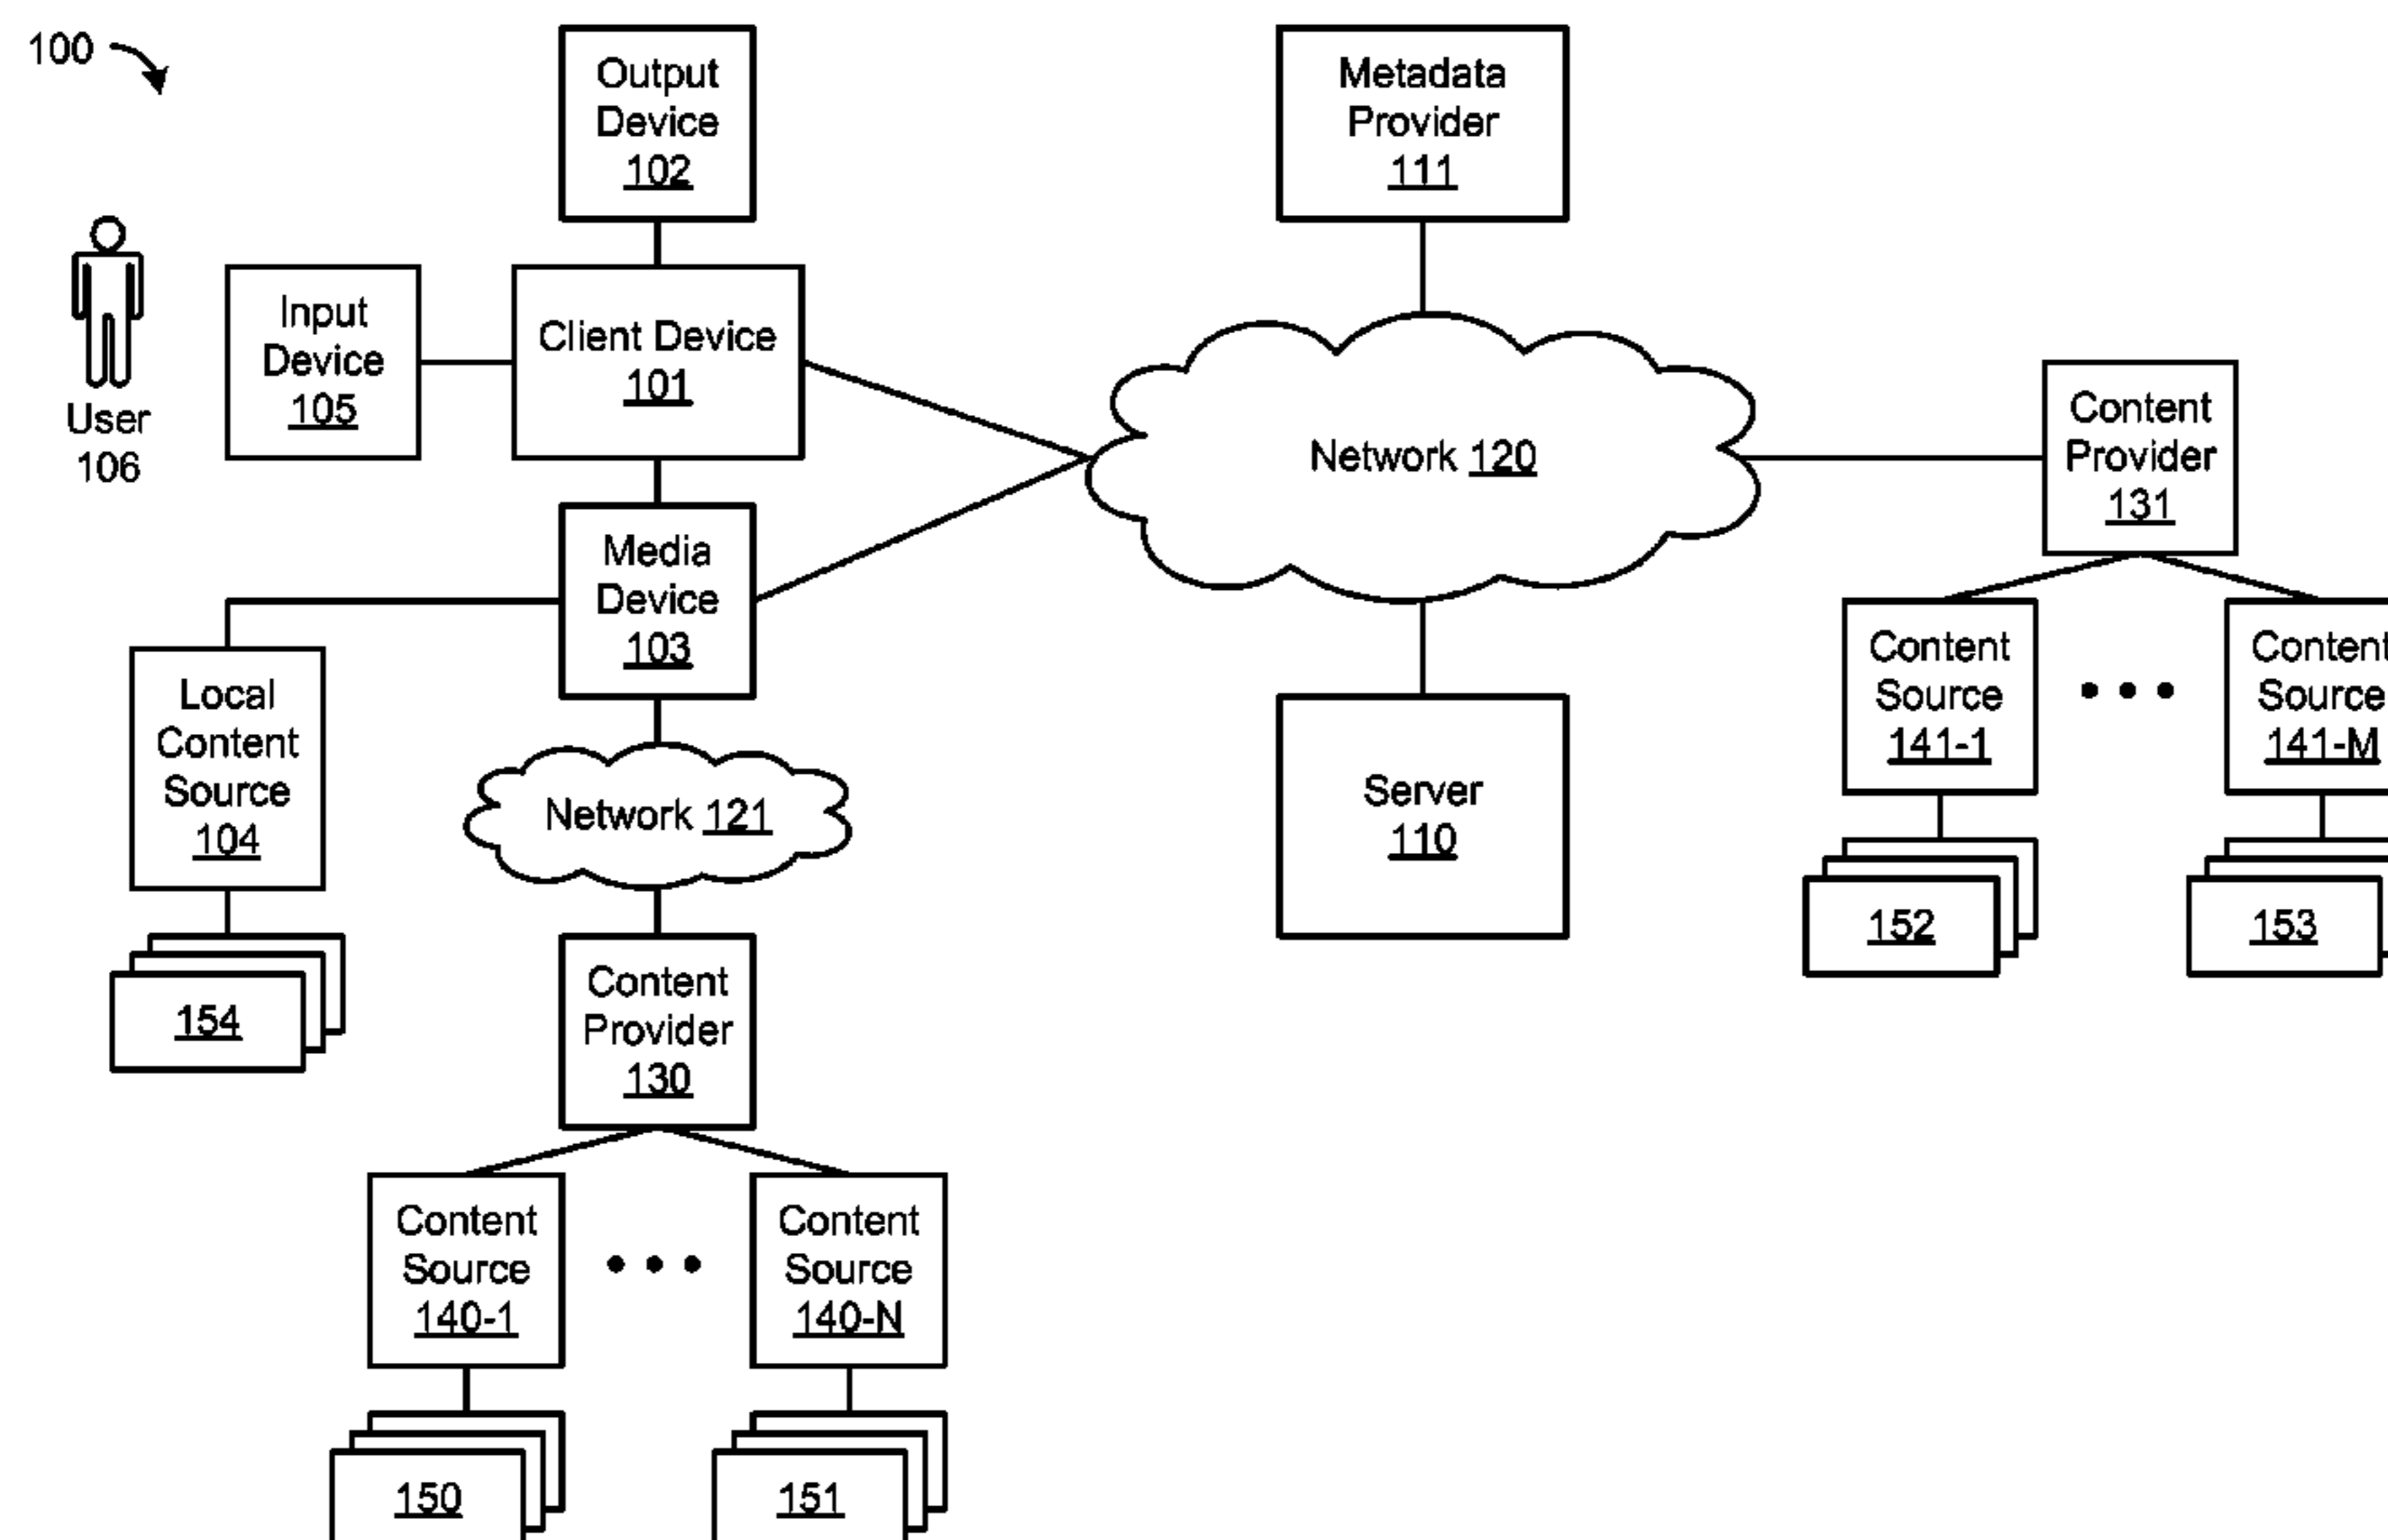 100
Output
Device
102
Metadata
Provider
111
User
106
Input
Device
105
Client Device
101
Network 120
Content
Provider
131
Media
Device
103
Local
Content
Source
104
Network 121
Server
110
Content
Source
141-1
Content
Source
141-M
152
153
154
Content
Provider
130
Content
Source
140-1
Content
Source
140-N
150
151